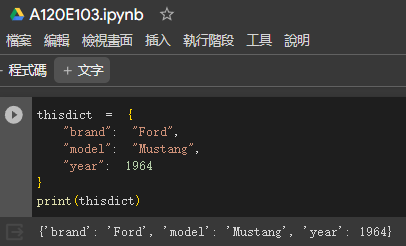 A120E103.ipynb
檔案 編輯 檢視畫面 插入 執行階段 工具 說明
程式碼 + 文字
thisdict = {
    "brand": "Ford",
    "model": "Mustang",
    "year": 1964
}
print(thisdict)
{'brand': 'Ford', 'model': 'Mustang', 'year': 1964}